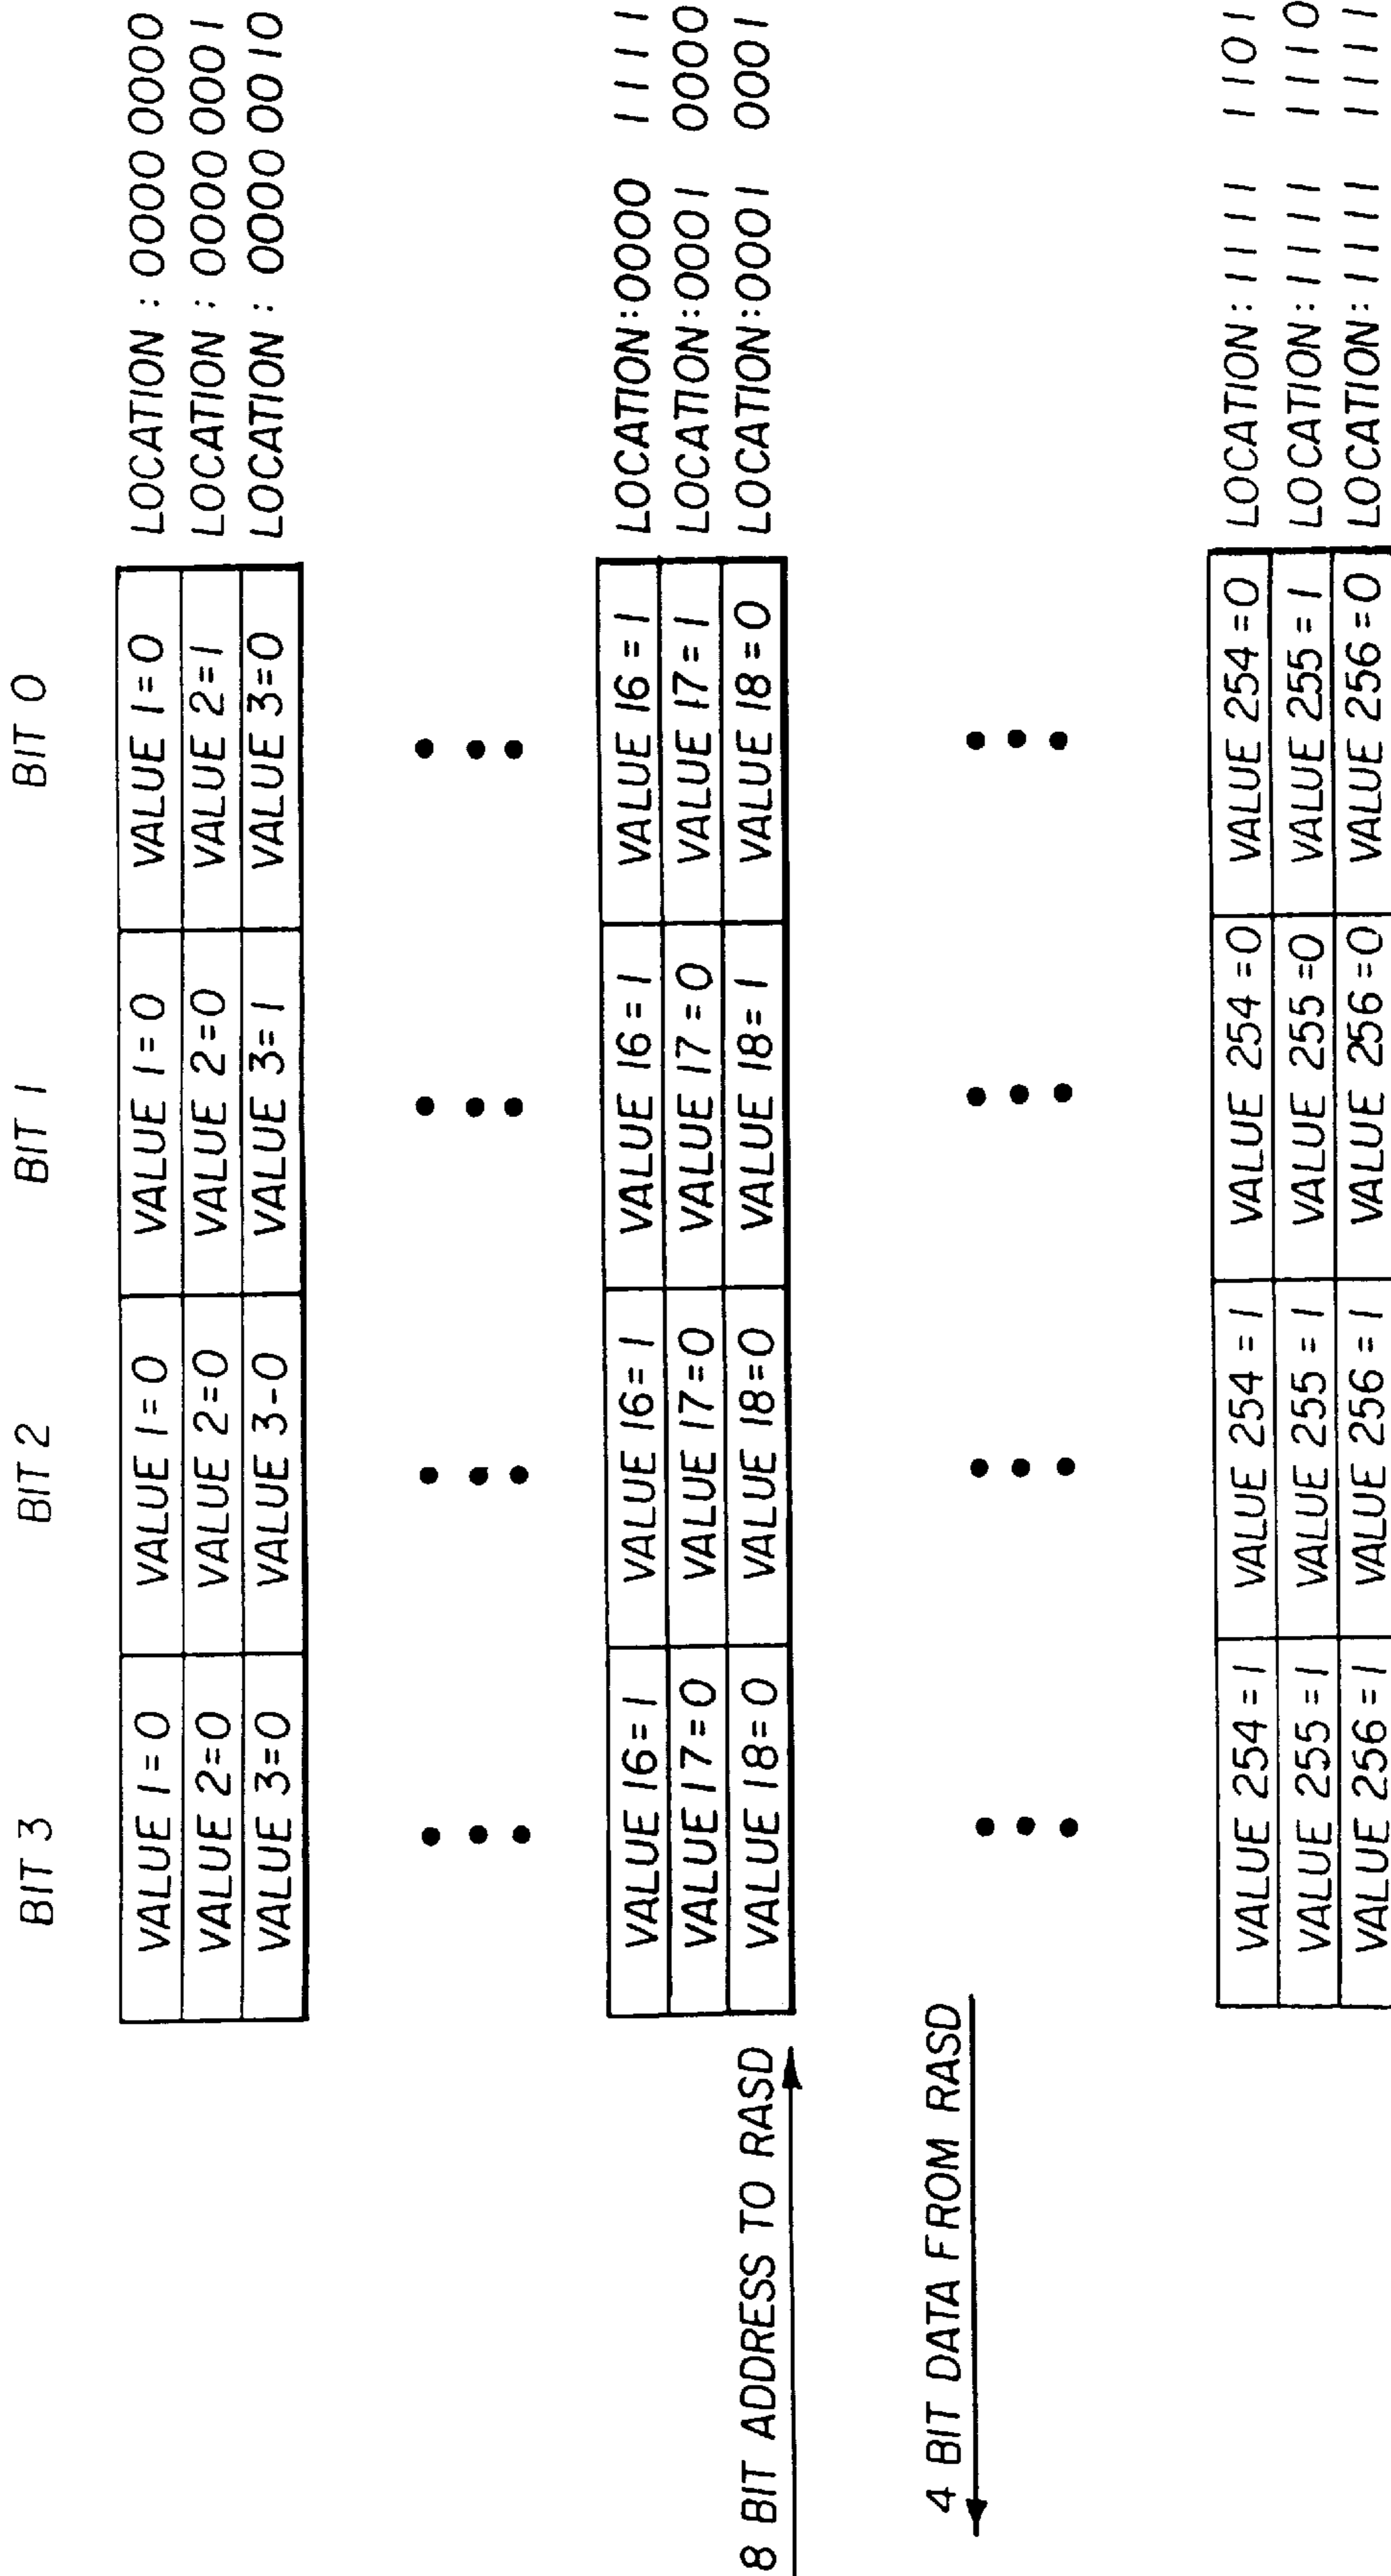 BIT 3 BIT 2 BIT 1 BIT 0
VALUE 1=0 VALUE 1=0 VALUE 1=0 VALUE 1=0 LOCATION : 0000 0000
VALUE 2=0 VALUE 2=0 VALUE 2=0 VALUE 2=1 LOCATION : 0000 0001
VALUE 3=0 VALUE 3-0 VALUE 3=1 VALUE 3=0 LOCATION : 0000 0010
VALUE 16=1 VALUE 16=1 VALUE 16=1 VALUE 16=1 LOCATION:0000 1111
VALUE 17=0 VALUE 17=0 VALUE 17=0 VALUE 17=1 LOCATION:0001 0000
8 BIT ADDRESS TO RASD VALUE 18=0 VALUE 18=0 VALUE 18=1 VALUE 18=0 LOCATION:0001 0001
4 BIT DATA FROM RASD
VALUE 254=1 VALUE 254=1 VALUE 254=0 VALUE 254=0 LOCATION:1111 1101
VALUE 255=1 VALUE 255=1 VALUE 255=0 VALUE 255=1 LOCATION:1111 1110
VALUE 256=1 VALUE 256=1 VALUE 256=0 VALUE 256=0 LOCATION:1111 1111